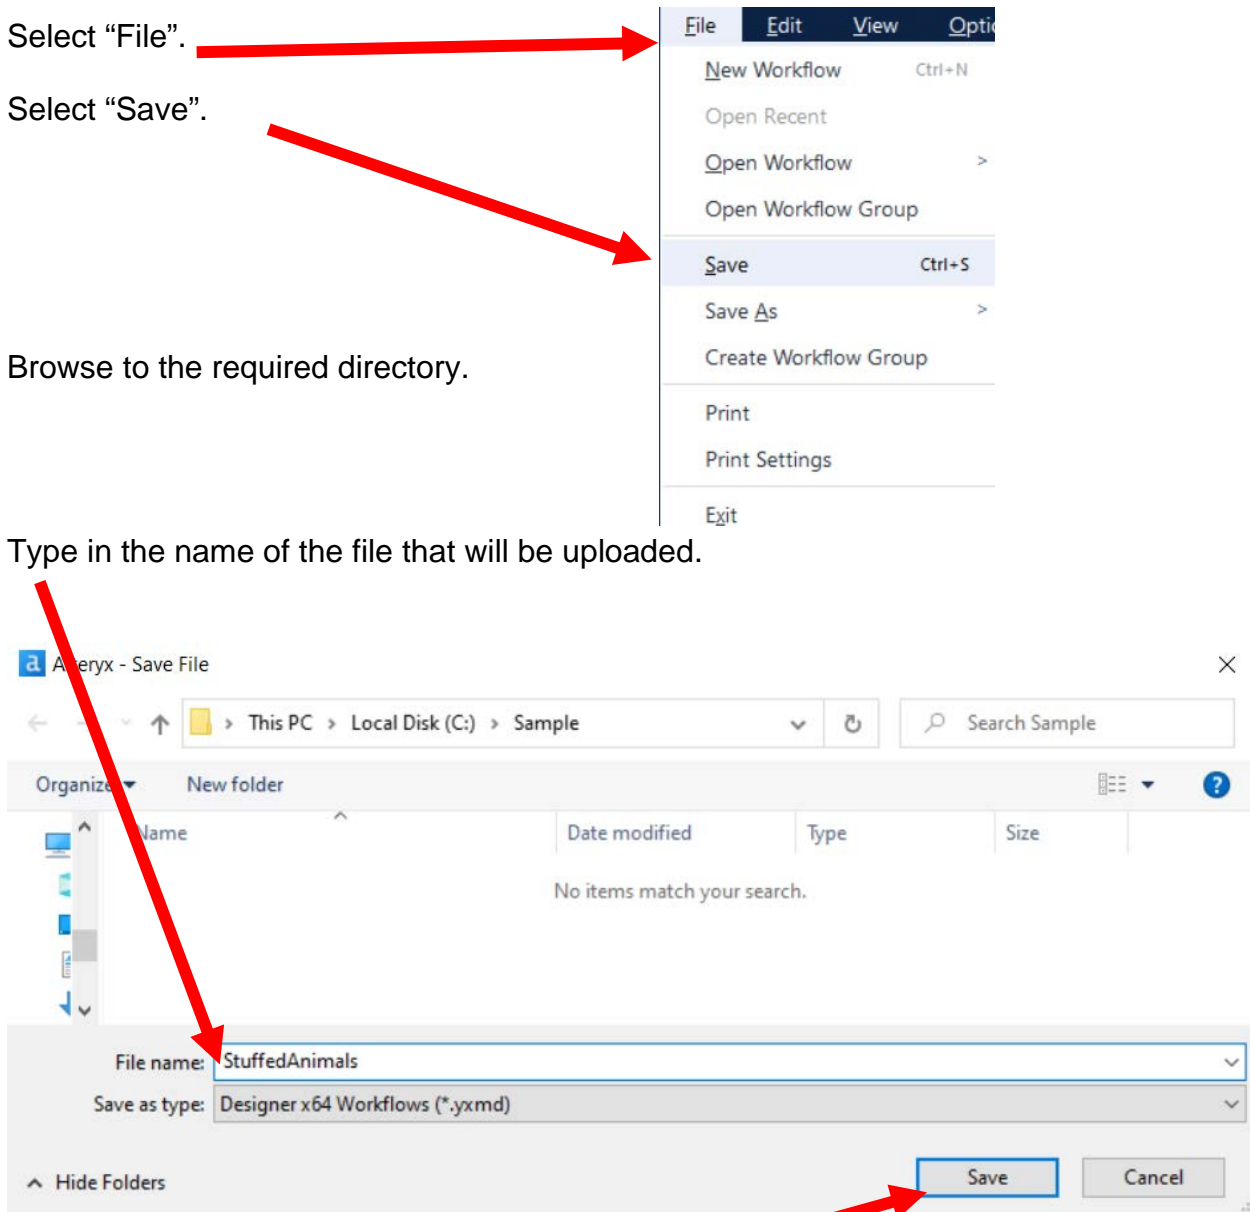 Select “File”.
File Edit View Optio
New Workflow Ctrl+N
Select “Save”.
Open Recent
Open Workflow >
Open Workflow Group
Save Ctrl+S
Save As >
Browse to the required directory.
Create Workflow Group
Print
Print Settings
Exit
Type in the name of the file that will be uploaded.
a A eryx - Save File
This PC > Local Disk (C:) > Sample
Search Sample
Organize New folder
Name Date modified Type Size
No items match your search.
File name: StuffedAnimals
Save as type: Designer x64 Workflows (*.yxmd)
Hide Folders Save Cancel